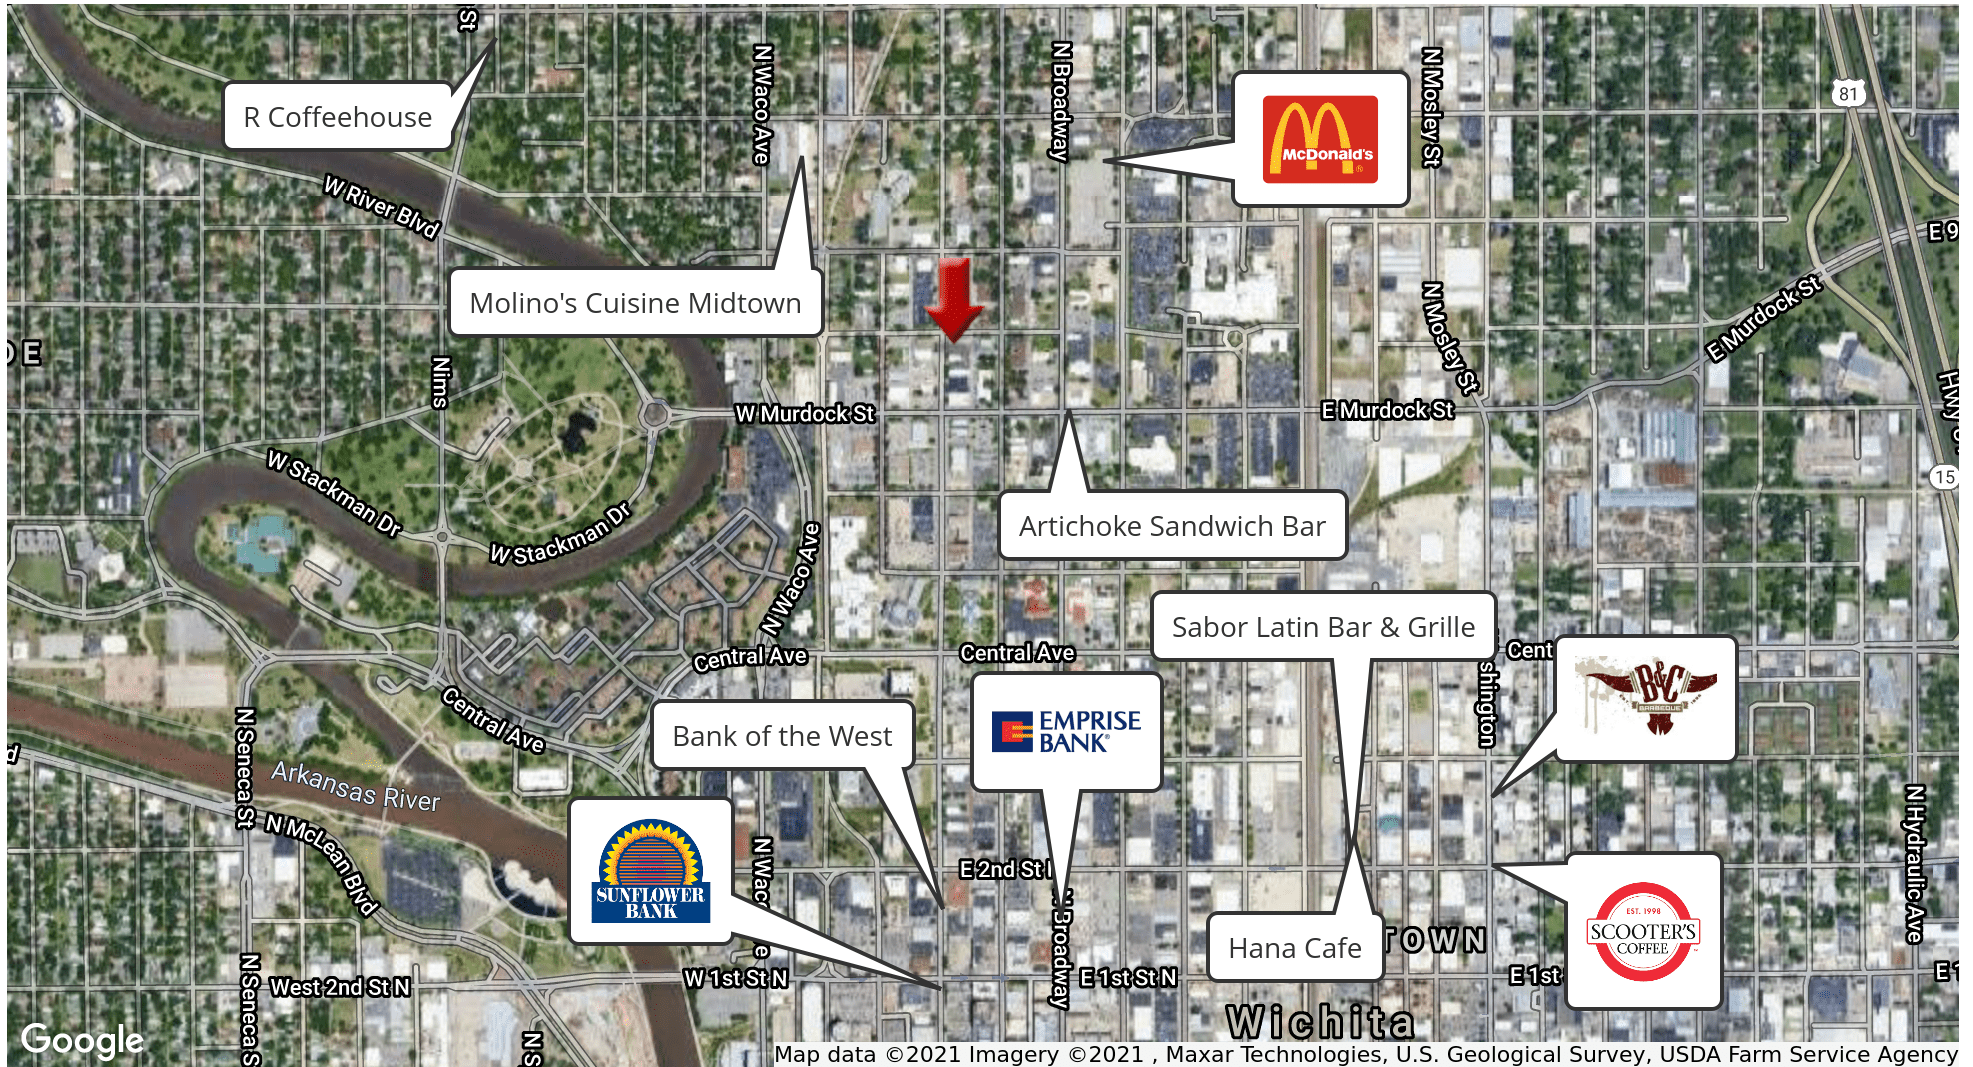 St
N Waco Ave
N Broadway
N Mosley St
81
R Coffeehouse
McDonald's
W River Blvd
E 9
Molino's Cuisine Midtown
N Mosley St
E Murdock St
DE
Nims
Hwy
W Murdock St
E Murdock St
15
W Stackman Dr
W Stackman Dr
Artichoke Sandwich Bar
N Waco Ave
Sabor Latin Bar & Grille
Central Ave
Central Ave
Cent
shington
B&C
BARBEQUE
N Seneca St
Central Ave
Bank of the West
EMPRISE
BANK
Arkansas River
d
N McLean Blvd
N Hydraulic Ave
SUNFLOWER
BANK
N Wac
e
E 2nd St
N Broadway
EST. 1998
SCOOTER'S
COFFEE
Hana Cafe
TOWN
N Seneca S
West 2nd St N
W 1st St N
E 1st St N
E 1st
E 1
Wichita
Google
N S
Map data ©2021 Imagery ©2021 , Maxar Technologies, U.S. Geological Survey, USDA Farm Service Agency